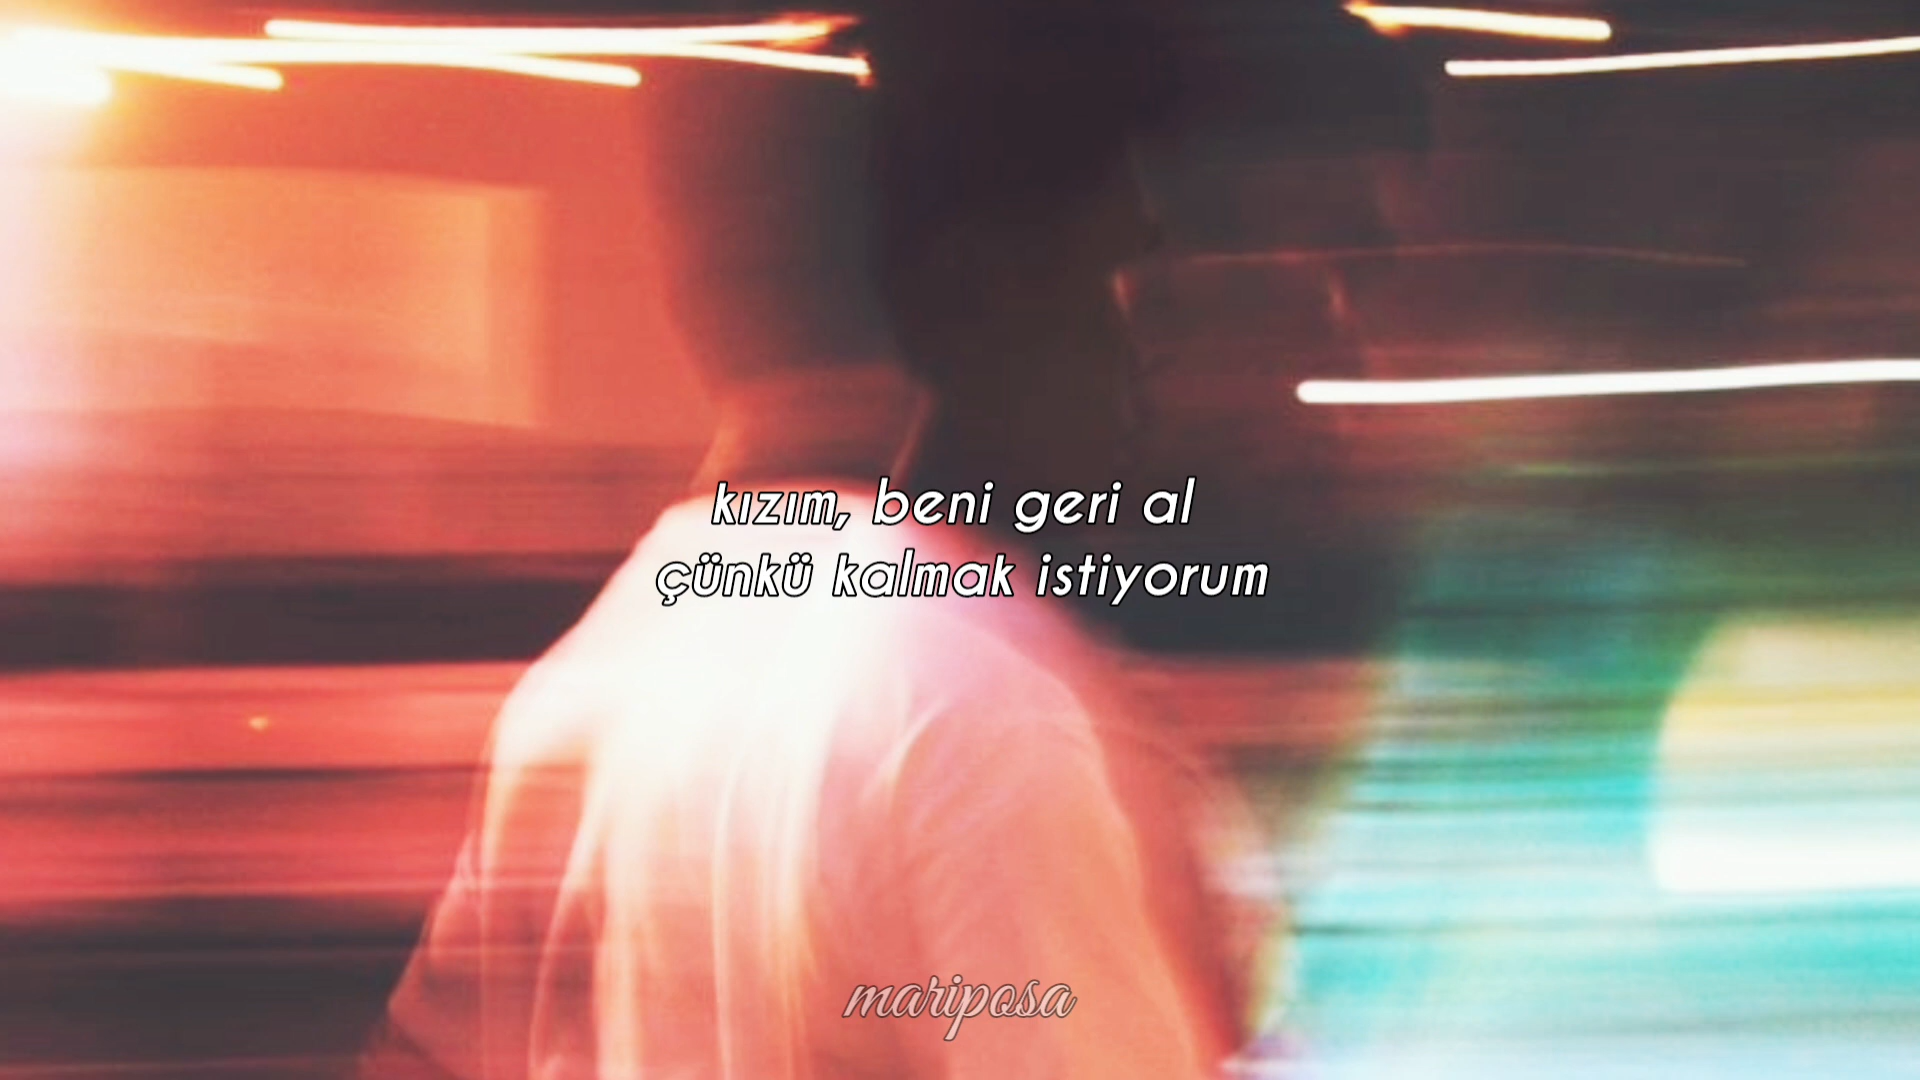 kızım, beni geri al
çünkü kalmak istiyorum
mariposa